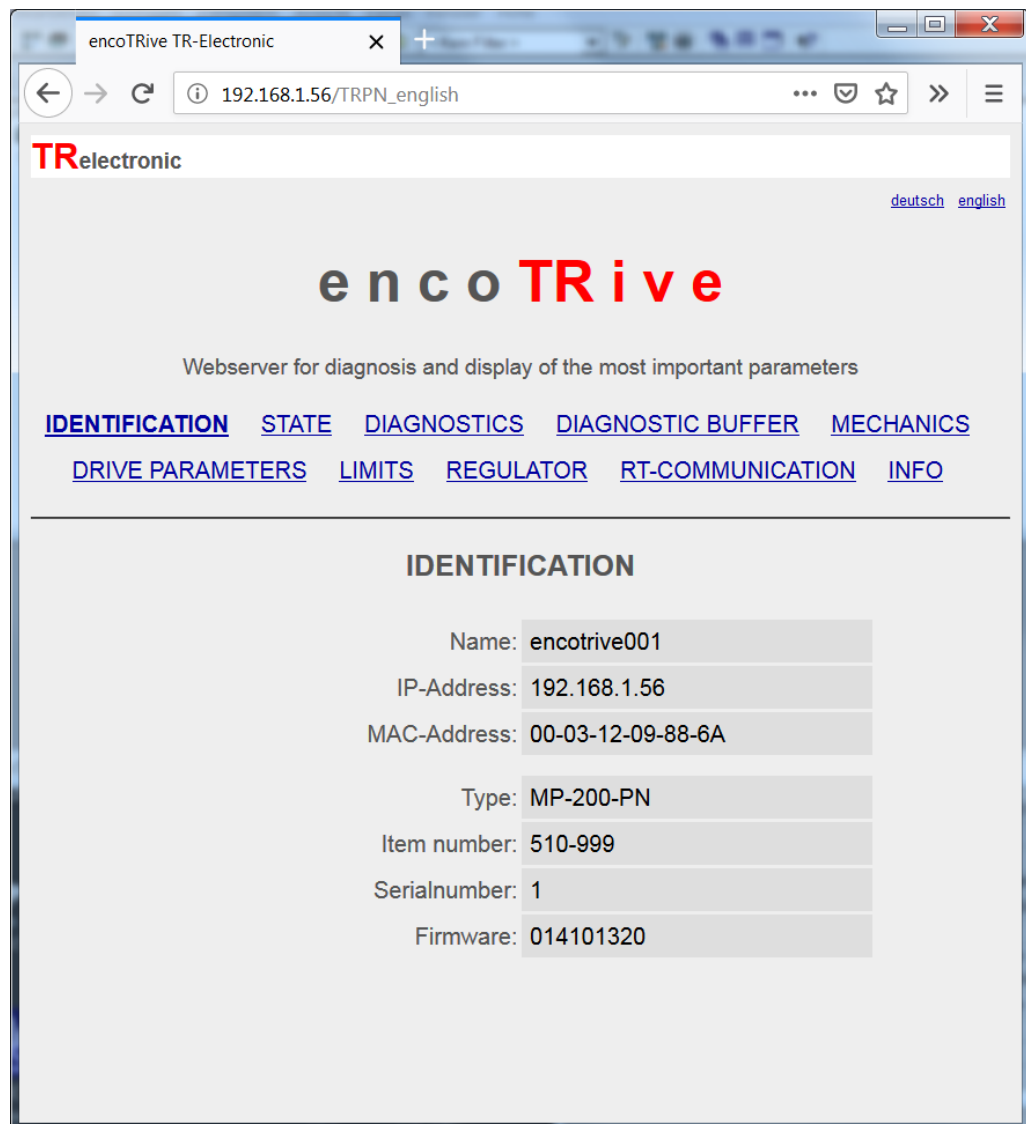 encoTRive TR-Electronic
192.168.1.56/TRPN_english
TRelectronic
deutsch english
encoTRive
Webserver for diagnosis and display of the most important parameters
IDENTIFICATION STATE DIAGNOSTICS DIAGNOSTIC BUFFER MECHANICS
DRIVE PARAMETERS LIMITS REGULATOR RT-COMMUNICATION INFO
IDENTIFICATION
Name: encotrive001
IP-Address: 192.168.1.56
MAC-Address: 00-03-12-09-88-6A
Type: MP-200-PN
Item number: 510-999
Serialnumber: 1
Firmware: 014101320